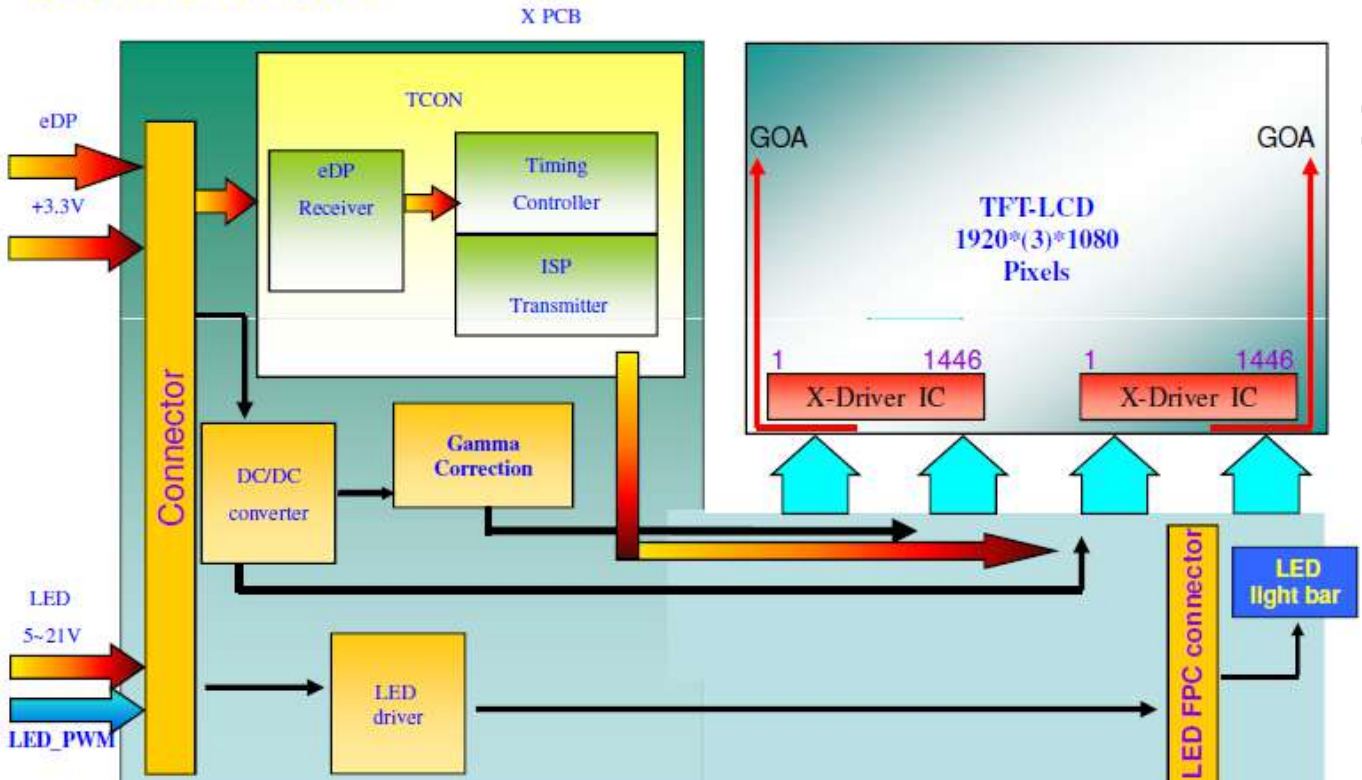 X PCB
TCON
eDP
+3.3V
eDP
Receiver
Timing
Controller
ISP
Transmitter
Connector
DC/DC
converter
Gamma
Correction
LED
5~21V
LED_PWM
LED
driver
GOA
GOA
TFT-LCD
1920*(3)*1080
Pixels
1
1446
1
1446
X-Driver IC
X-Driver IC
LED FPC connector
LED
light bar